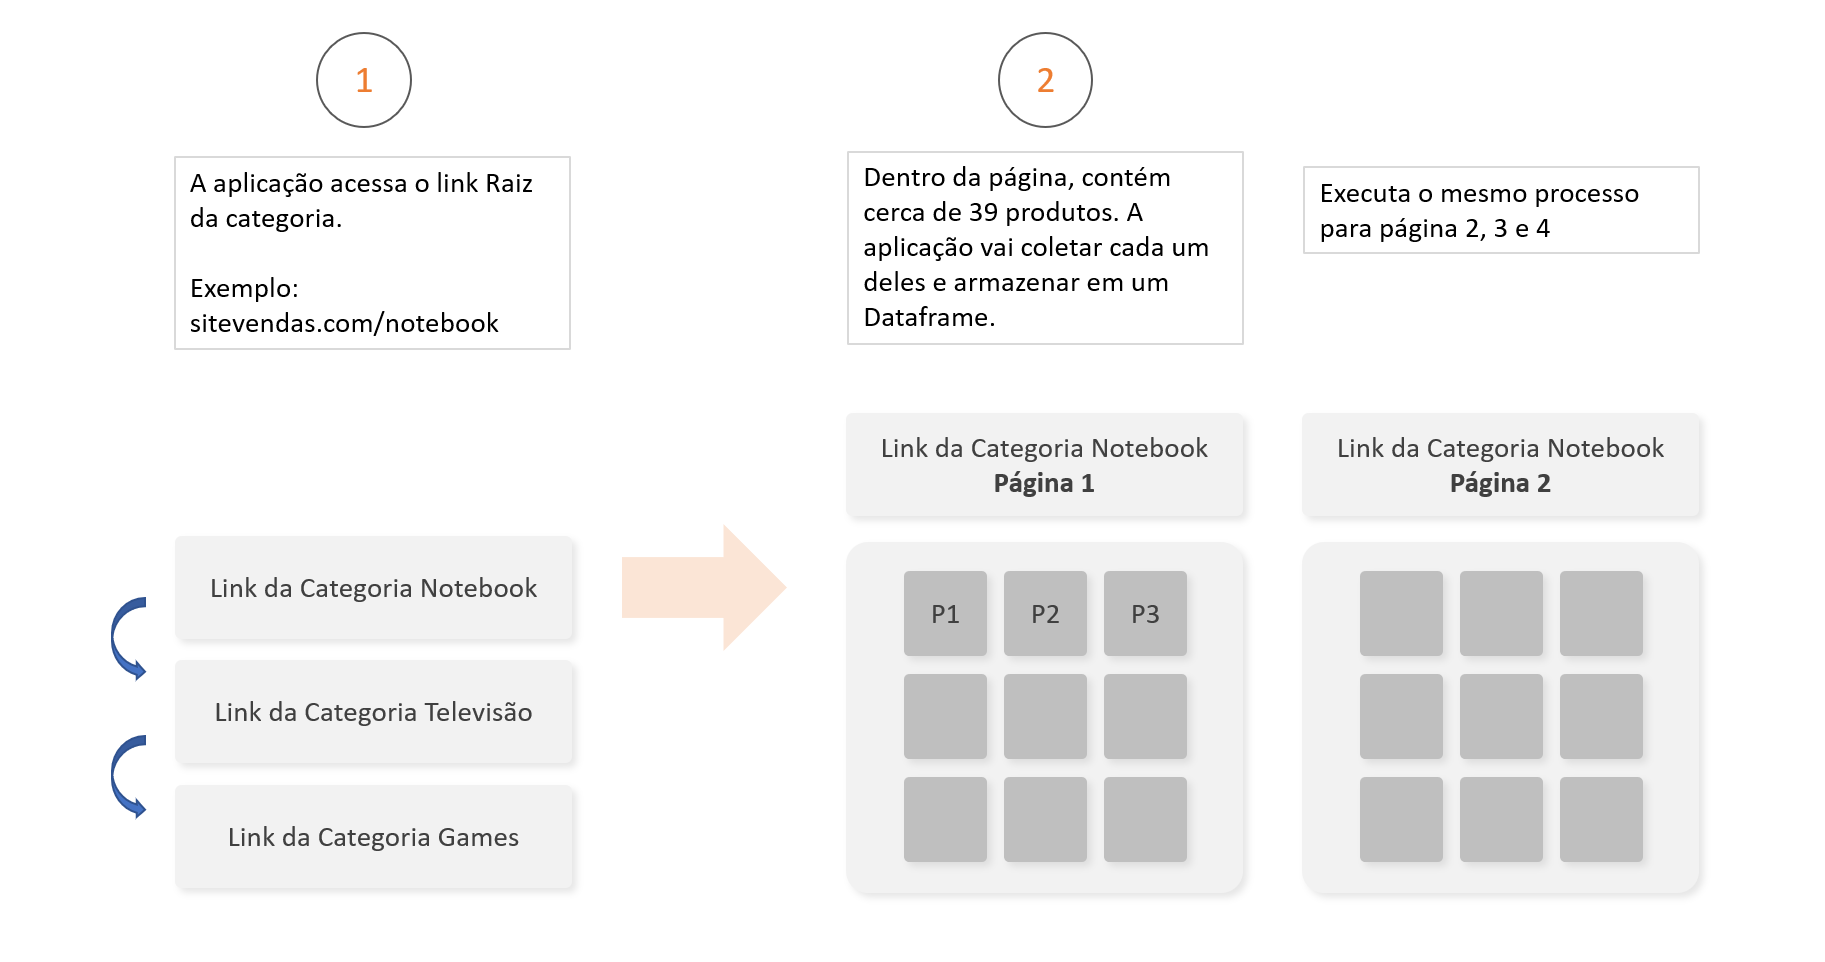 1
A aplicação acessa o link Raiz
da categoria.
Exemplo:
sitevendas.com/notebook
Link da Categoria Notebook
Link da Categoria Televisão
Link da Categoria Games
2
Dentro da página, contém
cerca de 39 produtos. A
aplicação vai coletar cada um
deles e armazenar em um
Dataframe.
Link da Categoria Notebook
Página 1
P1 P2 P3
Executa o mesmo processo
para página 2, 3 e 4
Link da Categoria Notebook
Página 2